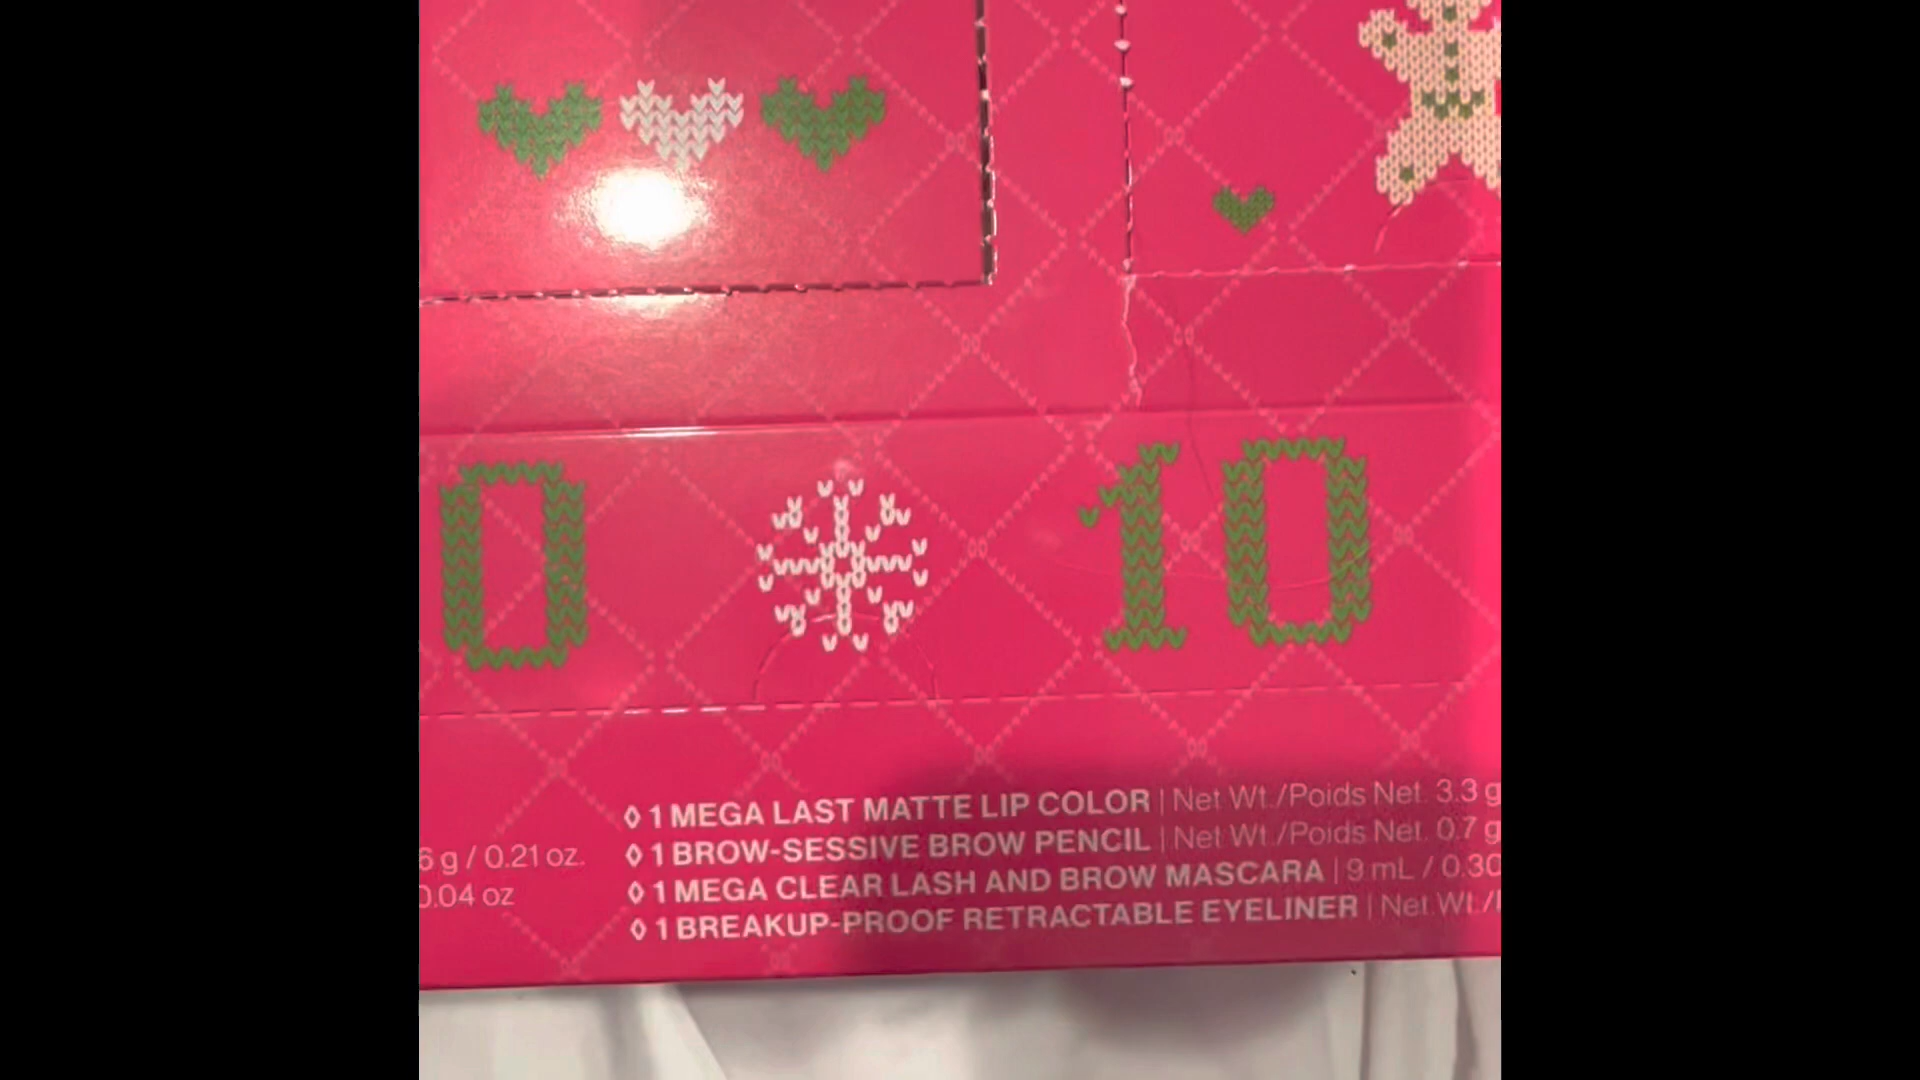 0 10
◊ 1 MEGA LAST MATTE LIP COLOR | Net Wt./Poids Net. 3.3 g
◊ 1 BROW-SESSIVE BROW PENCIL | Net Wt./Poids Net. 0.7 g
◊ 1 MEGA CLEAR LASH AND BROW MASCARA | 9 mL / 0.30
◊ 1 BREAKUP-PROOF RETRACTABLE EYELINER | Net Wt./
6 g / 0.21 oz.
0.04 oz